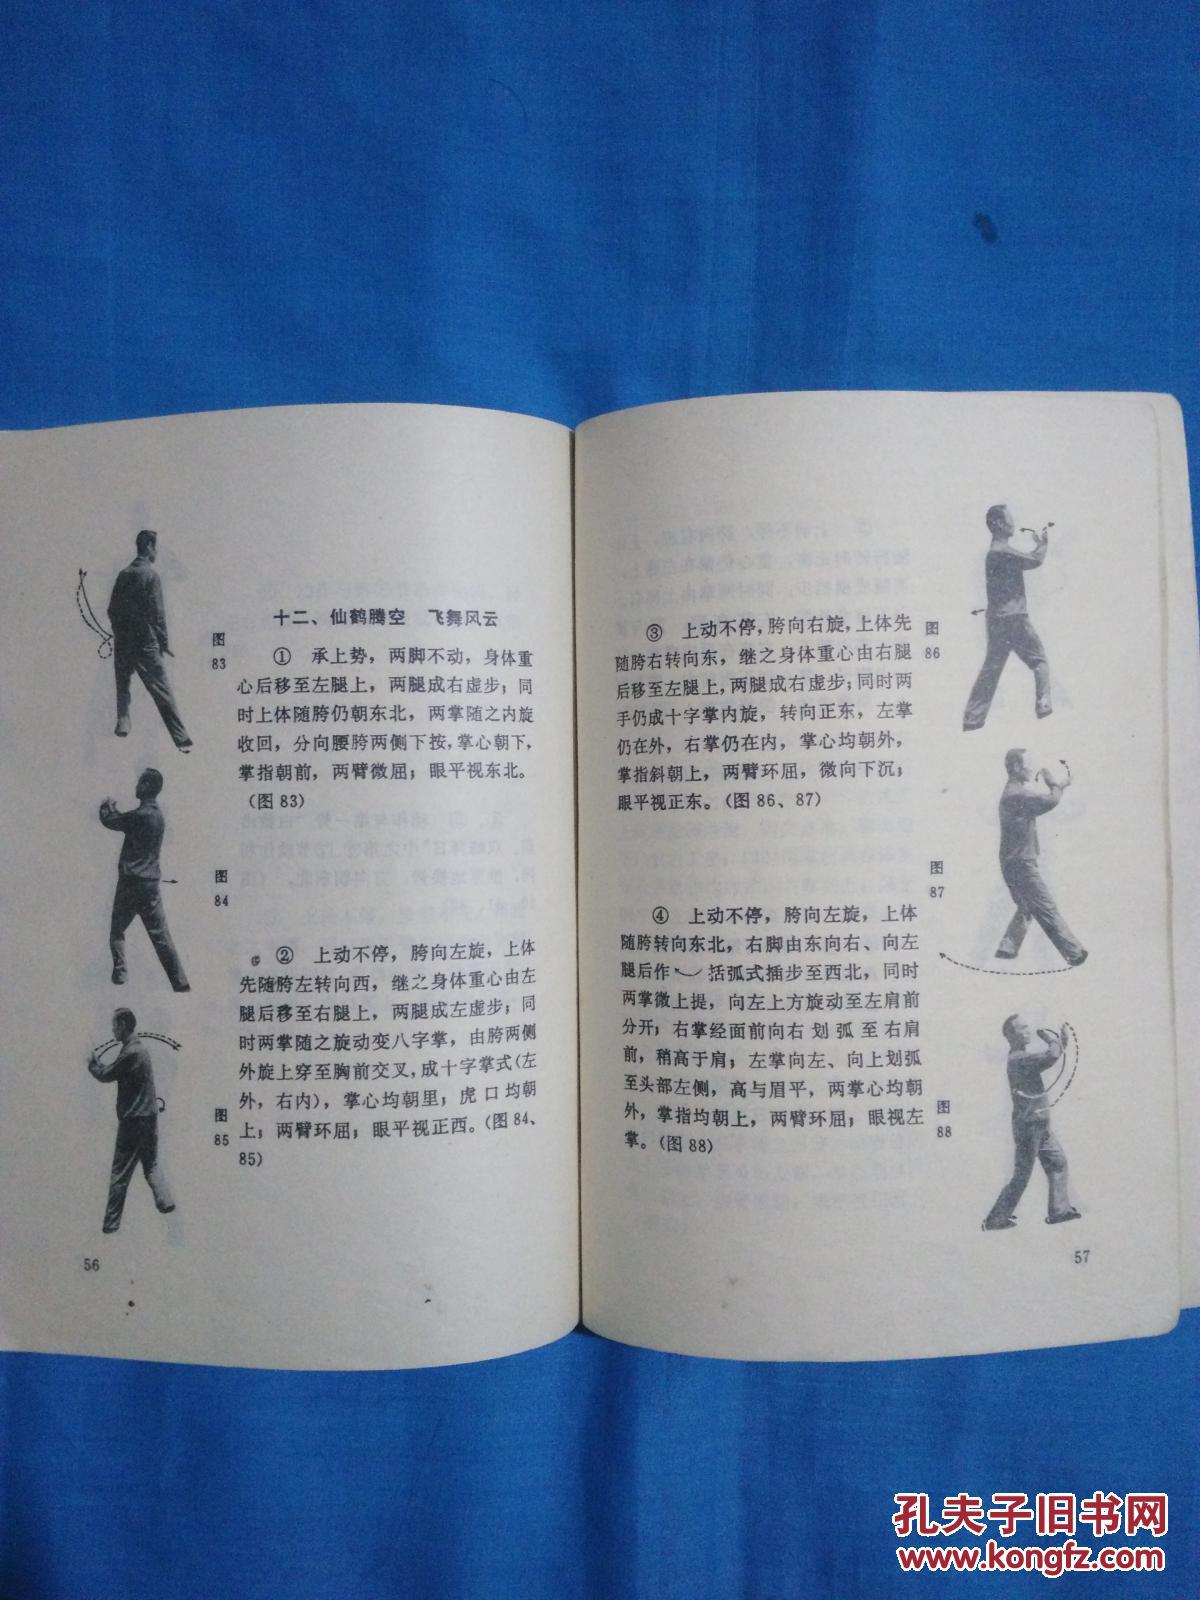 十二、仙鹤腾空　飞舞风云
① 承上势，两脚不动，身体重
心后移至左腿上，两腿成右虚步；同
时上体随胯仍朝东北，两掌随之内旋
收回，分向腰胯两侧下按，掌心朝下，
掌指朝前，两臂微屈；眼平视东北。
（图83）
图
83
图
84
② 上动不停，胯向左旋，上体
先随胯左转向西，继之身体重心由左
腿后移至右腿上，两腿成左虚步；同
时两掌随之旋动变八字掌，由胯两侧
外旋上穿至胸前交叉，成十字掌式（左
外，右内），掌心均朝里；虎口均朝
上；两臂环屈；眼平视正西。（图84、
85）
图
85
56
③ 上动不停，胯向右旋，上体先
随胯右转向东，继之身体重心由右腿
后移至左腿上，两腿成右虚步；同时两
手仍成十字掌内旋，转向正东，左掌
仍在外，右掌仍在内，掌心均朝外，
掌指斜朝上，两臂环屈，微向下沉；
眼平视正东。（图86、87）
图
86
图
87
④ 上动不停，胯向左旋，上体
随胯转向东北，右脚由东向右、向左
腿后作 活弧式插步至西北，同时
两掌微上提，向左上方旋动至左肩前
分开；右掌经面前向右划弧至右肩
前，稍高于肩；左掌向左、向上划弧
至头部左侧，高与眉平，两掌心均朝
外，掌指均朝上，两臂环屈；眼视左
掌。（图88）
图
88
57
孔夫子旧书网
www.kongfz.com